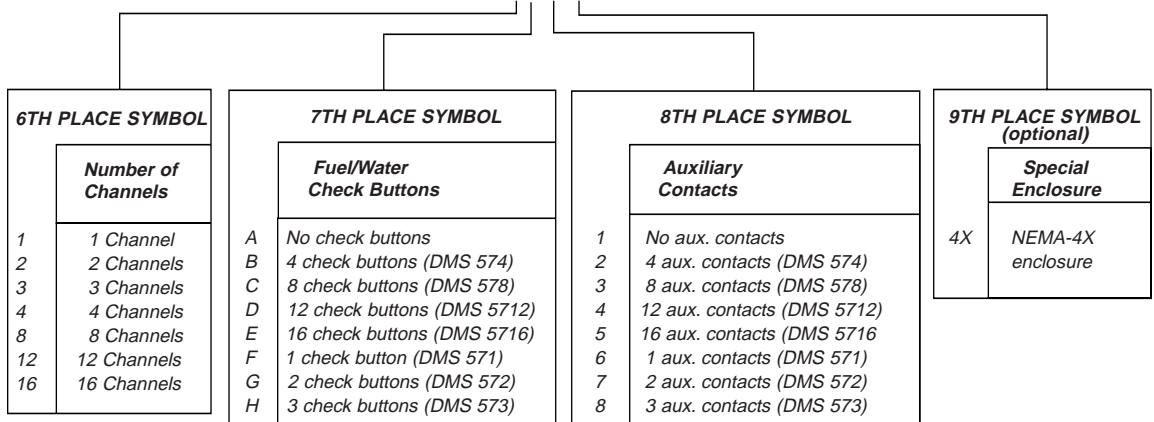 6TH PLACE SYMBOL
Number of
Channels
1 1 Channel
2 2 Channels
3 3 Channels
4 4 Channels
8 8 Channels
12 12 Channels
16 16 Channels
7TH PLACE SYMBOL
Fuel/Water
Check Buttons
A No check buttons
B 4 check buttons (DMS 574)
C 8 check buttons (DMS 578)
D 12 check buttons (DMS 5712)
E 16 check buttons (DMS 5716)
F 1 check button (DMS 571)
G 2 check buttons (DMS 572)
H 3 check buttons (DMS 573)
8TH PLACE SYMBOL
Auxiliary
Contacts
1 No aux. contacts
2 4 aux. contacts (DMS 574)
3 8 aux. contacts (DMS 578)
4 12 aux. contacts (DMS 5712)
5 16 aux. contacts (DMS 5716
6 1 aux. contacts (DMS 571)
7 2 aux. contacts (DMS 572)
8 3 aux. contacts (DMS 573)
9TH PLACE SYMBOL
(optional)
Special
Enclosure
4X NEMA-4X
enclosure